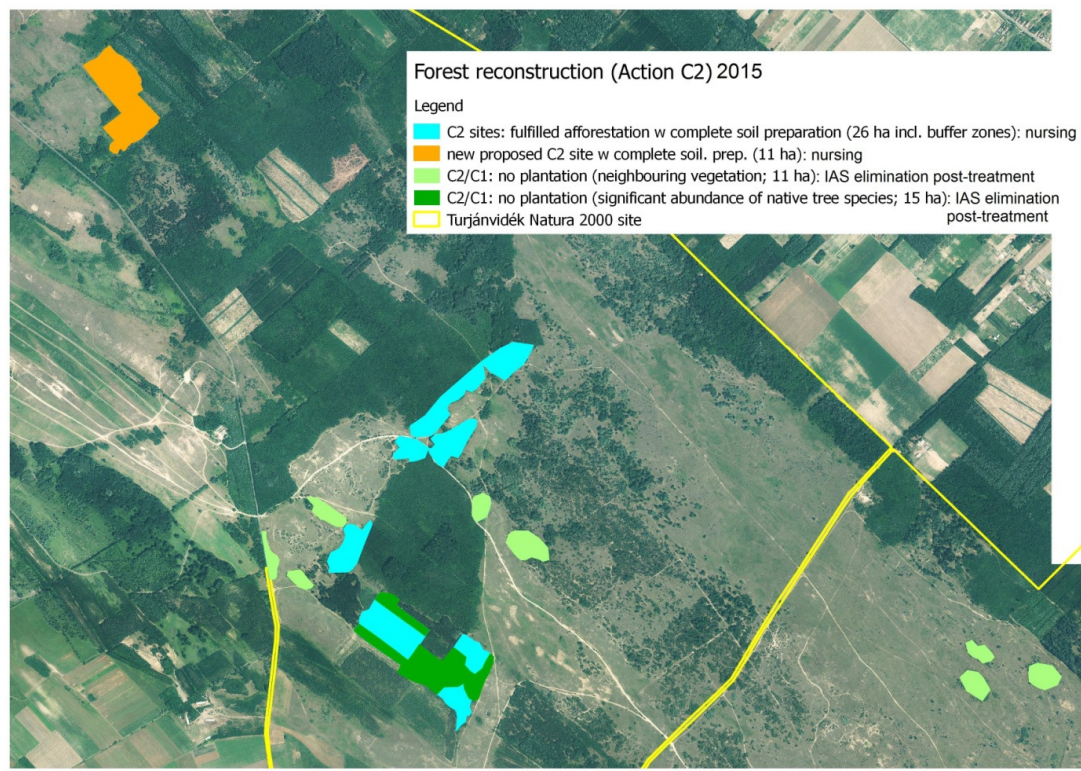 Forest reconstruction (Action C2) 2015
Legend
C2 sites: fulfilled afforestation w complete soil preparation (26 ha incl. buffer zones): nursing
new proposed C2 site w complete soil. prep. (11 ha): nursing
C2/C1: no plantation (neighbouring vegetation; 11 ha): IAS elimination post-treatment
C2/C1: no plantation (significant abundance of native tree species; 15 ha): IAS elimination
post-treatment
Turjánvidék Natura 2000 site